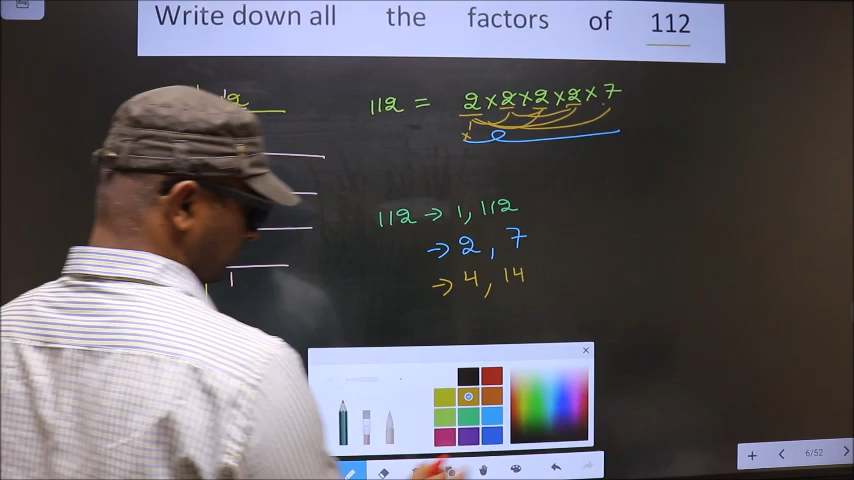 Write down all the factors of 112
112 = 2 × 2 × 2 × 2 × 7
112 → 1, 112
→ 2, 7
→ 4, 14
1
6/52